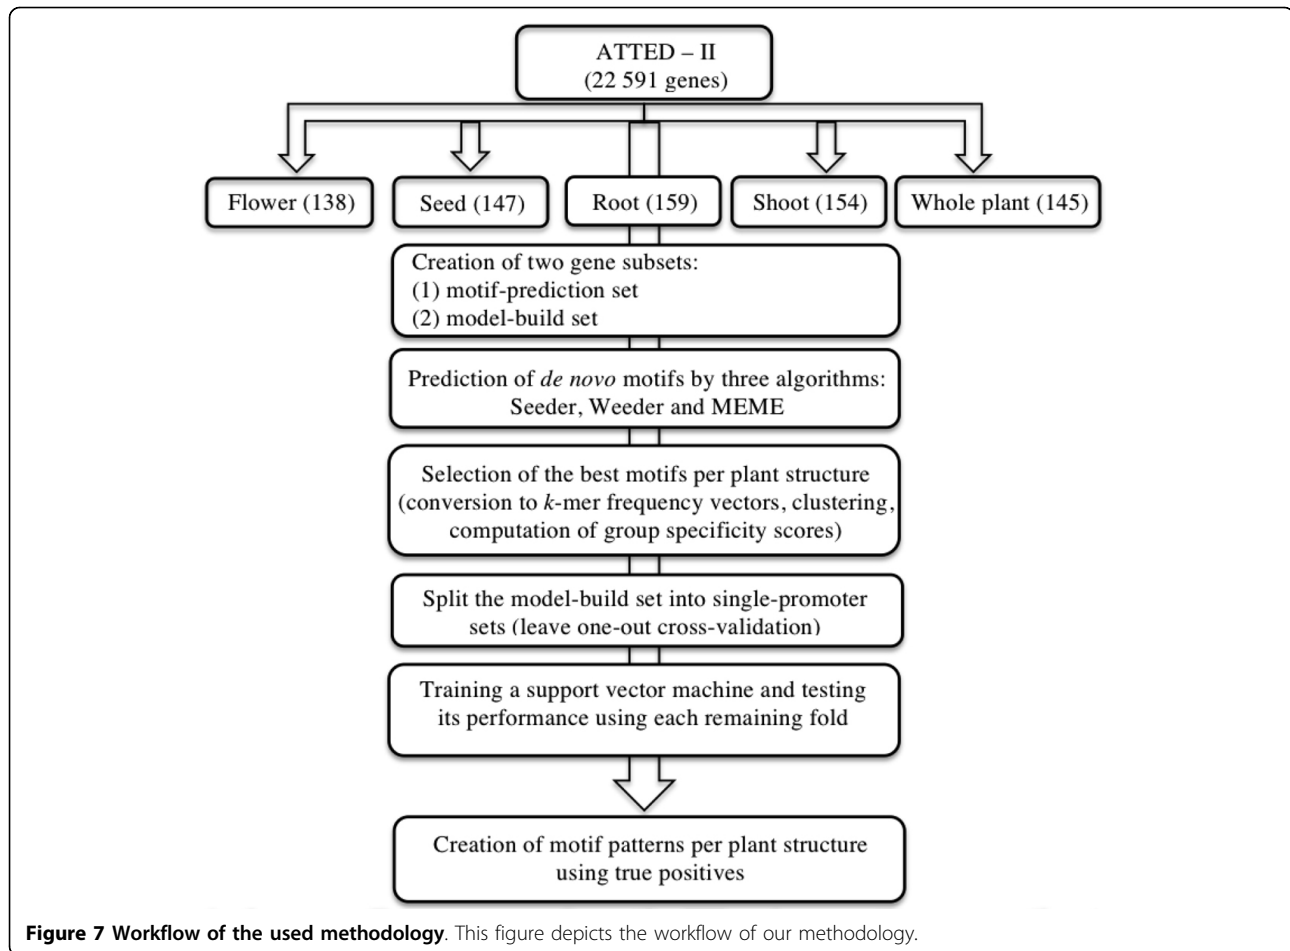 ATTED – II
(22 591 genes)
Flower (138)
Seed (147)
Root (159)
Shoot (154)
Whole plant (145)
Creation of two gene subsets:
(1) motif-prediction set
(2) model-build set
Prediction of de novo motifs by three algorithms:
Seeder, Weeder and MEME
Selection of the best motifs per plant structure
(conversion to k-mer frequency vectors, clustering,
computation of group specificity scores)
Split the model-build set into single-promoter
sets (leave one-out cross-validation)
Training a support vector machine and testing
its performance using each remaining fold
Creation of motif patterns per plant structure
using true positives
Figure 7 Workflow of the used methodology. This figure depicts the workflow of our methodology.